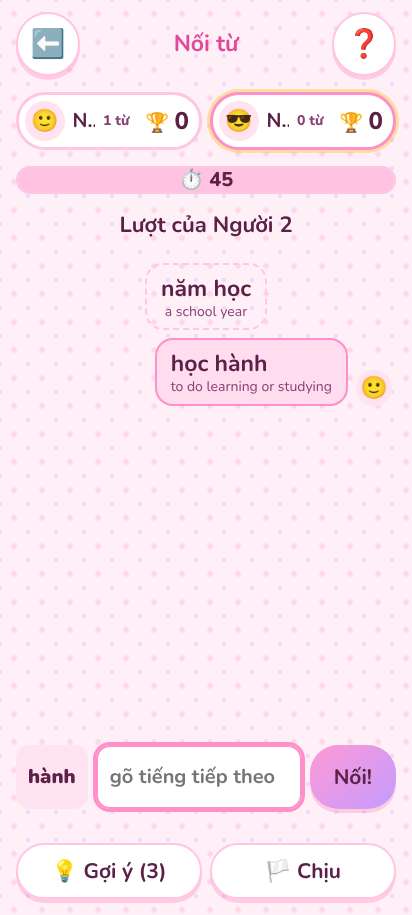 Nối từ
N.. 1 từ 0
N.. 0 từ 0
45
Lượt của Người 2
năm học
a school year
học hành
to do learning or studying
hành
gõ tiếng tiếp theo
Nối!
Gợi ý (3)
Chịu